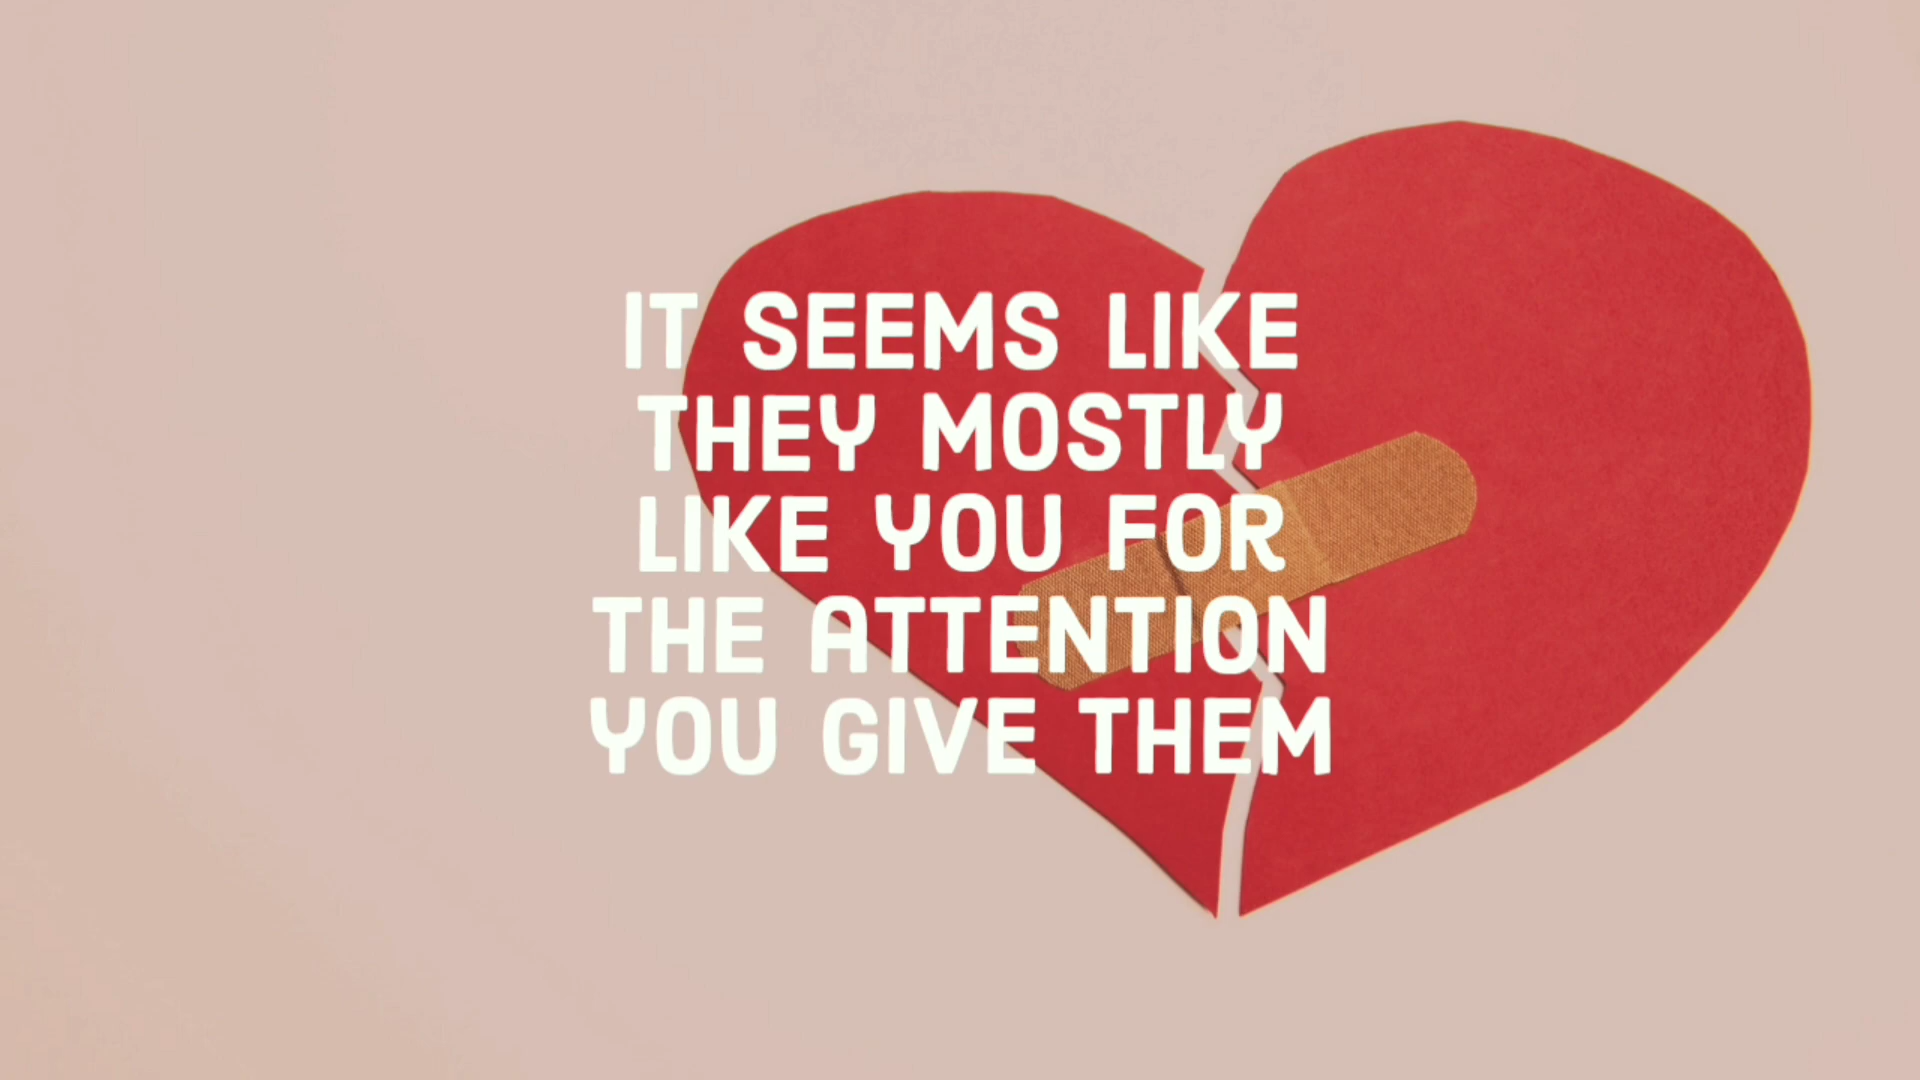 IT SEEMS LIKE
THEY MOSTLY
LIKE YOU FOR
THE ATTENTION
YOU GIVE THEM